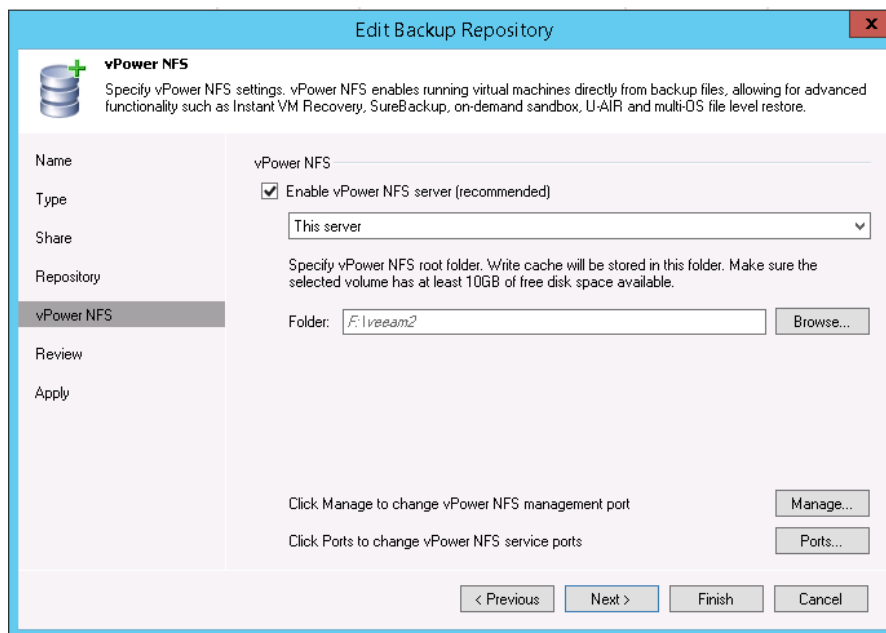 Edit Backup Repository
x
vPower NFS
Specify vPower NFS settings. vPower NFS enables running virtual machines directly from backup files, allowing for advanced
functionality such as Instant VM Recovery, SureBackup, on-demand sandbox, U-AIR and multi-OS file level restore.
Name
Type
Share
Repository
vPower NFS
Review
Apply
vPower NFS
Enable vPower NFS server (recommended)
This server
Specify vPower NFS root folder. Write cache will be stored in this folder. Make sure the
selected volume has at least 10GB of free disk space available.
Folder: F:\veeam2 Browse...
Click Manage to change vPower NFS management port Manage...
Click Ports to change vPower NFS service ports Ports...
< Previous Next > Finish Cancel